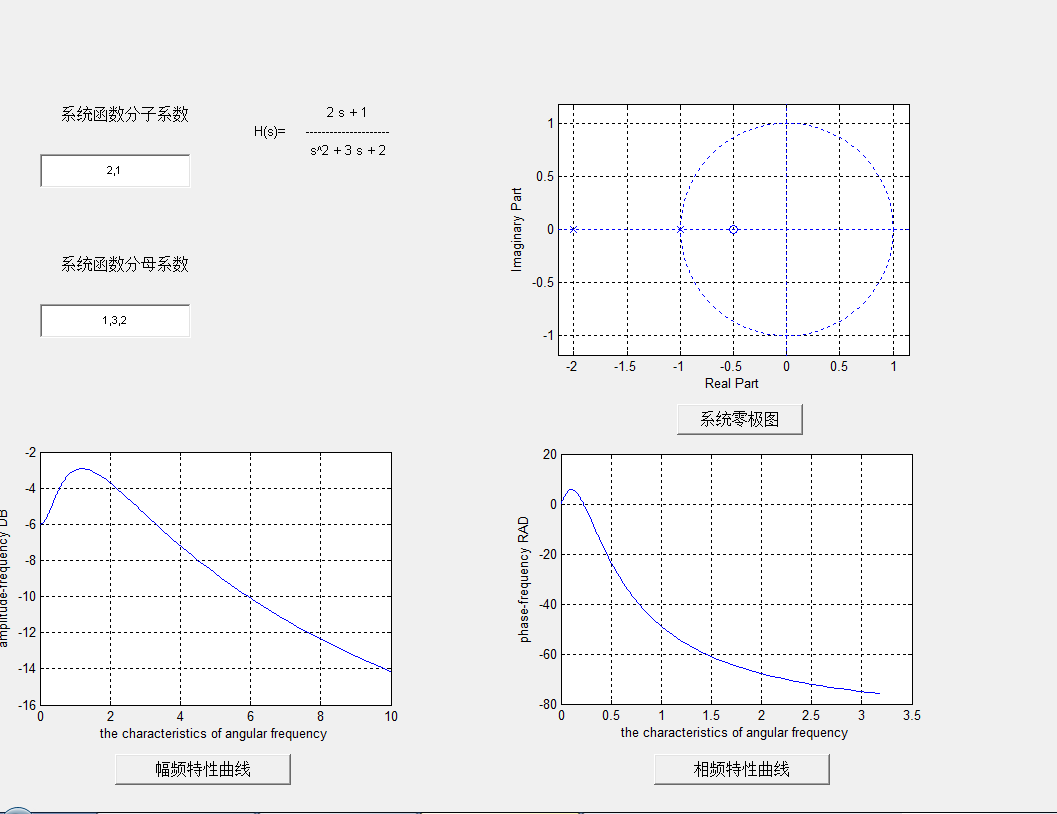 系统函数分子系数
2,1
H(s)=
2 s + 1
---------------------
s^2 + 3 s + 2
系统函数分母系数
1,3,2
Imaginary Part
1
0.5
0
-0.5
-1
-2 -1.5 -1 -0.5 0 0.5 1
Real Part
系统零极图
amplitude-frequency DB
-2
-4
-6
-8
-10
-12
-14
-16
0 2 4 6 8 10
the characteristics of angular frequency
幅频特性曲线
phase-frequency RAD
20
0
-20
-40
-60
-80
0 0.5 1 1.5 2 2.5 3 3.5
the characteristics of angular frequency
相频特性曲线